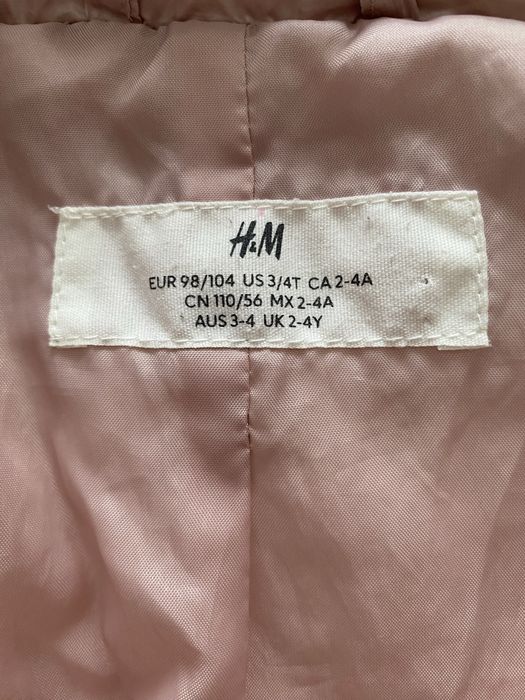 H&M
EUR 98/104 US 3/4T CA 2-4A
CN 110/56 MX 2-4A
AUS 3-4 UK 2-4Y